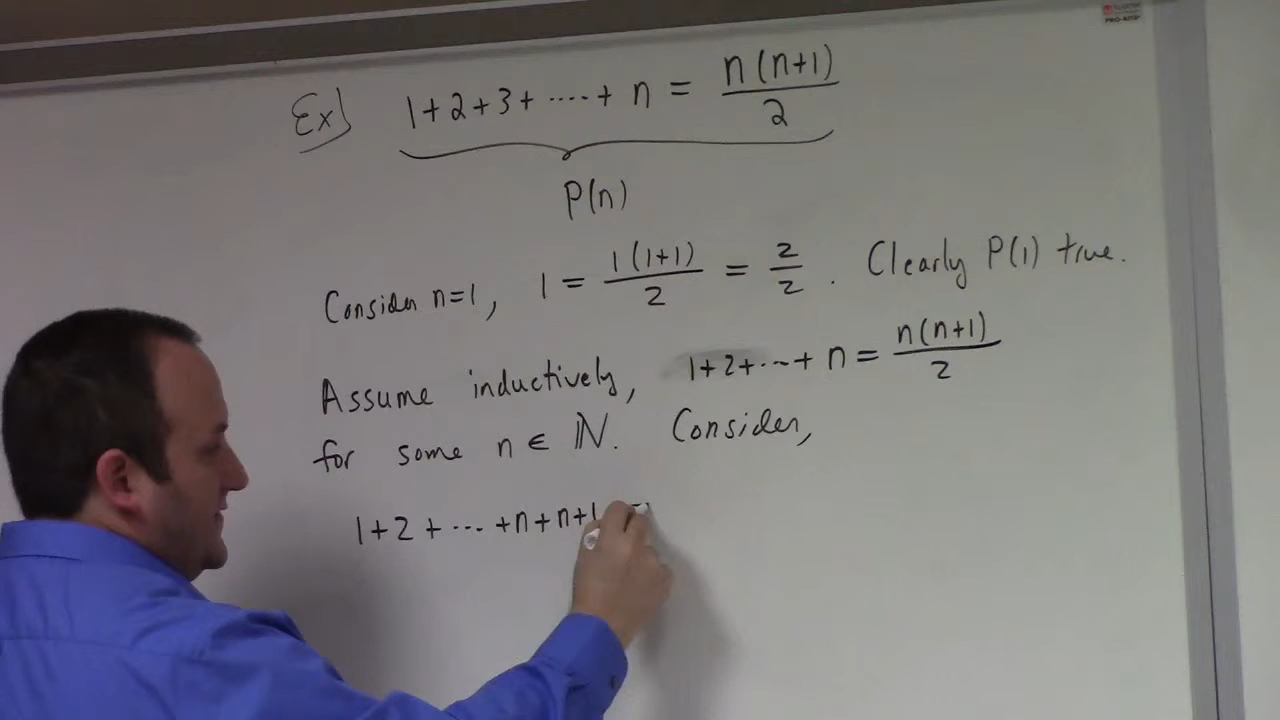 Ex) 1+2+3+....+ n = n(n+1)/2
P(n)
Consider n=1, 1 = 1(1+1)/2 = 2/2 . Clearly P(1) true.
Assume inductively, 1+2+...+ n = n(n+1)/2
for some n ∈ ℕ. Consider,
1+2+...+n+n+1 =